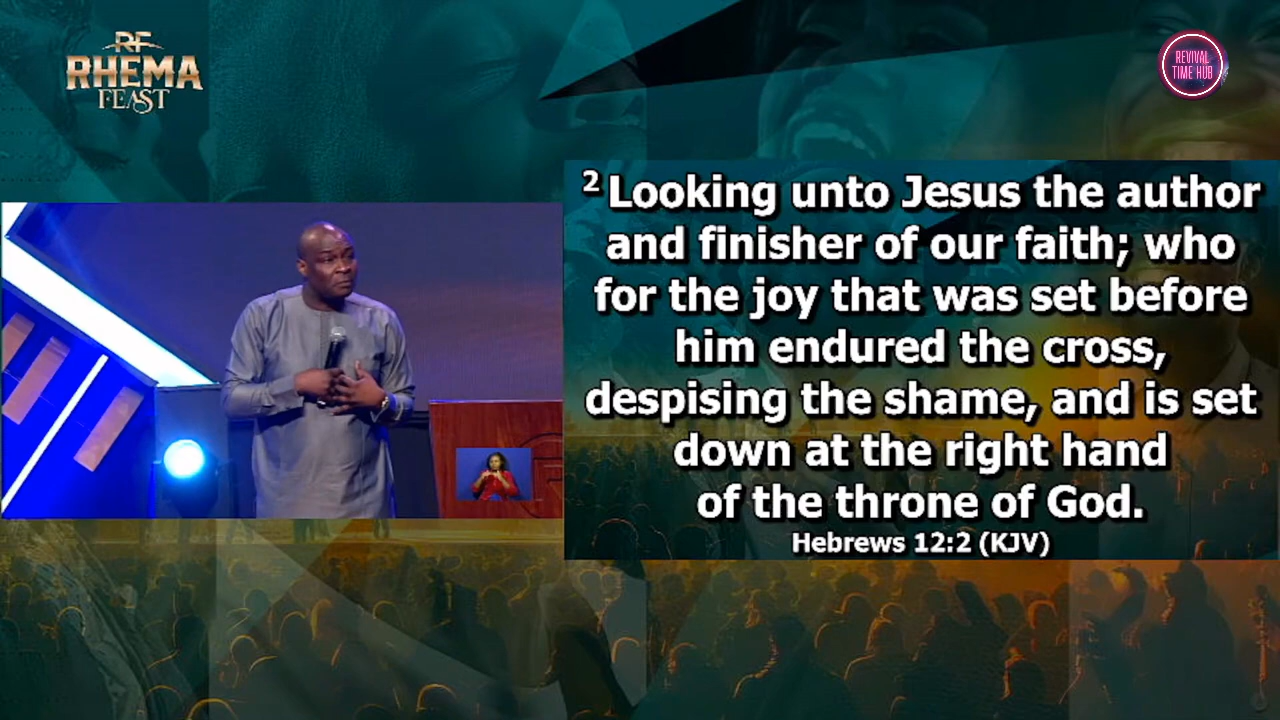 RF
RHEMA
FEAST
REVIVAL
TIME HUB
2 Looking unto Jesus the author
and finisher of our faith; who
for the joy that was set before
him endured the cross,
despising the shame, and is set
down at the right hand
of the throne of God.
Hebrews 12:2 (KJV)